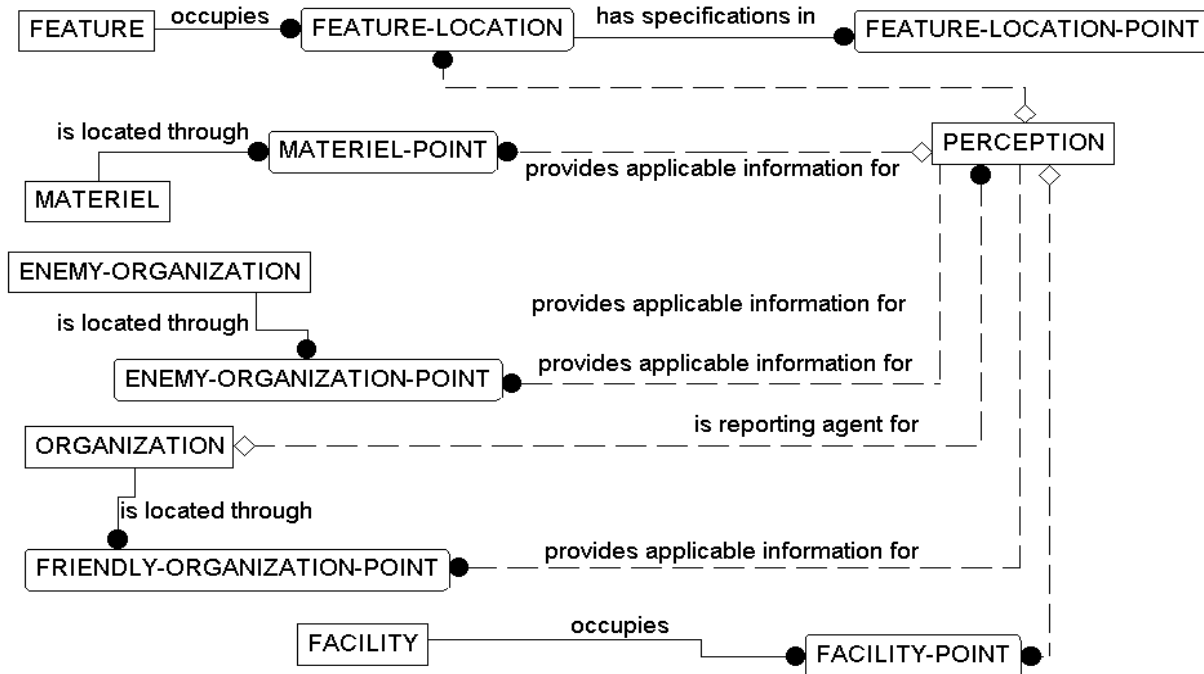 FEATURE
occupies
FEATURE-LOCATION
has specifications in
FEATURE-LOCATION-POINT
is located through
MATERIEL-POINT
provides applicable information for
PERCEPTION
MATERIEL
ENEMY-ORGANIZATION
is located through
provides applicable information for
ENEMY-ORGANIZATION-POINT
provides applicable information for
ORGANIZATION
is reporting agent for
is located through
FRIENDLY-ORGANIZATION-POINT
provides applicable information for
FACILITY
occupies
FACILITY-POINT